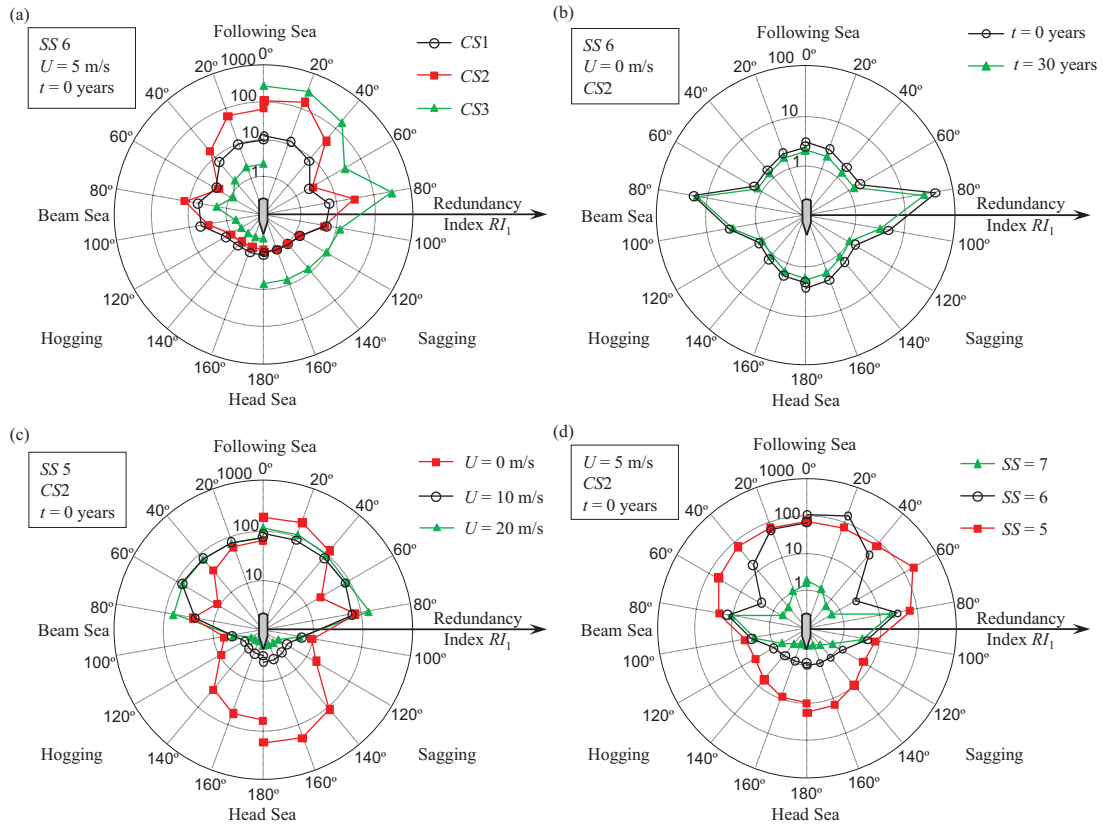 (a)
SS 6
U = 5 m/s
t = 0 years
Following Sea
CS1
CS2
CS3
0º
20º
40º
60º
80º
100º
120º
140º
160º
180º
160º
140º
120º
100º
80º
60º
40º
20º
1000
100
10
1
Beam Sea
Redundancy
Index RI1
Hogging
Sagging
Head Sea
(b)
SS 6
U = 0 m/s
CS2
Following Sea
t = 0 years
t = 30 years
0º
20º
40º
60º
80º
100º
120º
140º
160º
180º
160º
140º
120º
100º
80º
60º
40º
20º
100
10
1
Beam Sea
Redundancy
Index RI1
Hogging
Sagging
Head Sea
(c)
SS 5
CS2
t = 0 years
Following Sea
U = 0 m/s
U = 10 m/s
U = 20 m/s
0º
20º
40º
60º
80º
100º
120º
140º
160º
180º
160º
140º
120º
100º
80º
60º
40º
20º
1000
100
10
Beam Sea
Redundancy
Index RI1
Hogging
Sagging
Head Sea
(d)
U = 5 m/s
CS2
t = 0 years
Following Sea
SS = 7
SS = 6
SS = 5
0º
20º
40º
60º
80º
100º
120º
140º
160º
180º
160º
140º
120º
100º
80º
60º
40º
20º
1000
100
10
1
Beam Sea
Redundancy
Index RI1
Hogging
Sagging
Head Sea